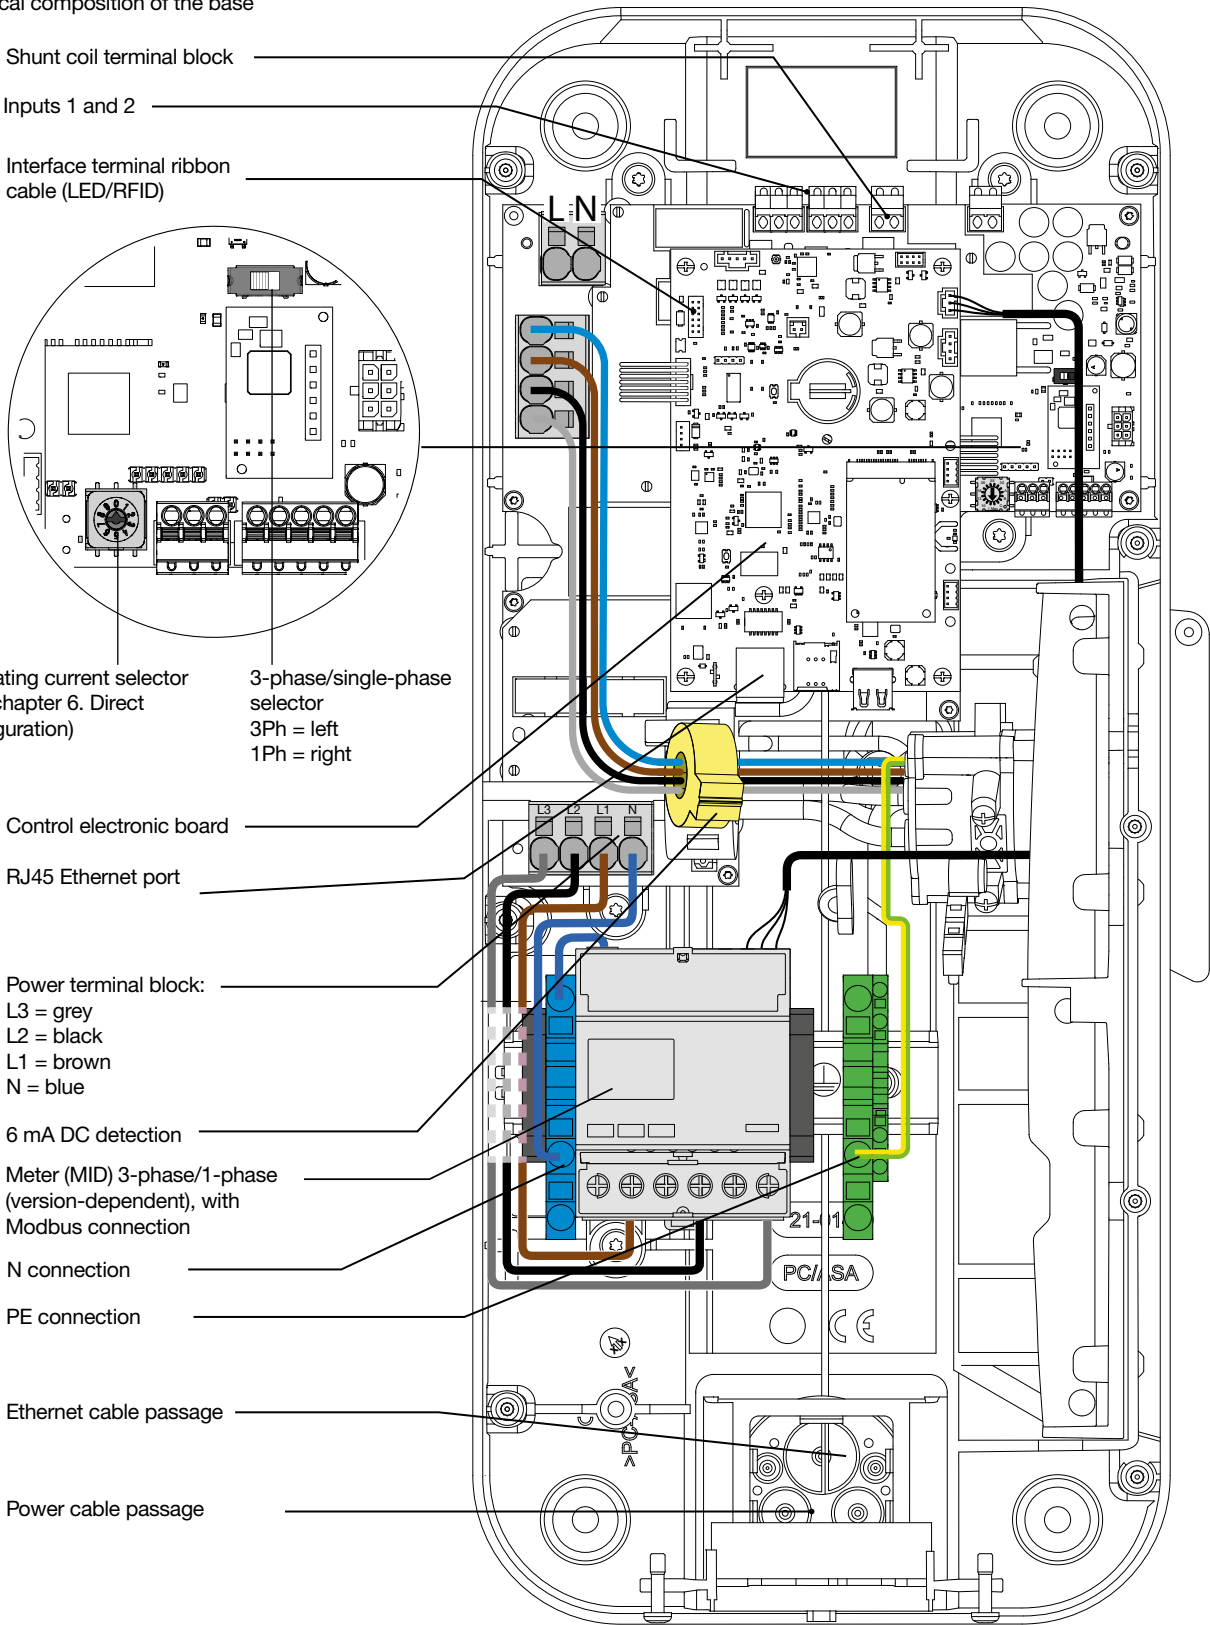 cal composition of the base
Shunt coil terminal block
Inputs 1 and 2
Interface terminal ribbon
cable (LED/RFID)
L N
ating current selector
chapter 6. Direct
guration)
3-phase/single-phase
selector
3Ph = left
1Ph = right
L3 L2 L1 N
Control electronic board
RJ45 Ethernet port
Power terminal block:
L3 = grey
L2 = black
L1 = brown
N = blue
6 mA DC detection
Meter (MID) 3-phase/1-phase
(version-dependent), with
Modbus connection
N connection
PE connection
21-01
PC/ASA
CE
Ethernet cable passage
Power cable passage